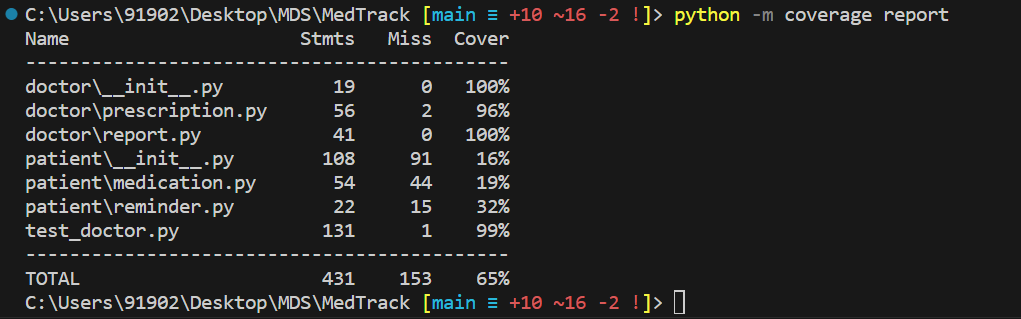 C:\Users\91902\Desktop\MDS\MedTrack [main ≡ +10 ~16 -2 !]> python -m coverage report
Name                      Stmts   Miss  Cover
---------------------------------------------
doctor\__init__.py           19      0   100%
doctor\prescription.py       56      2    96%
doctor\report.py             41      0   100%
patient\__init__.py         108     91    16%
patient\medication.py        54     44    19%
patient\reminder.py          22     15    32%
test_doctor.py              131      1    99%
---------------------------------------------
TOTAL                       431    153    65%
C:\Users\91902\Desktop\MDS\MedTrack [main ≡ +10 ~16 -2 !]>